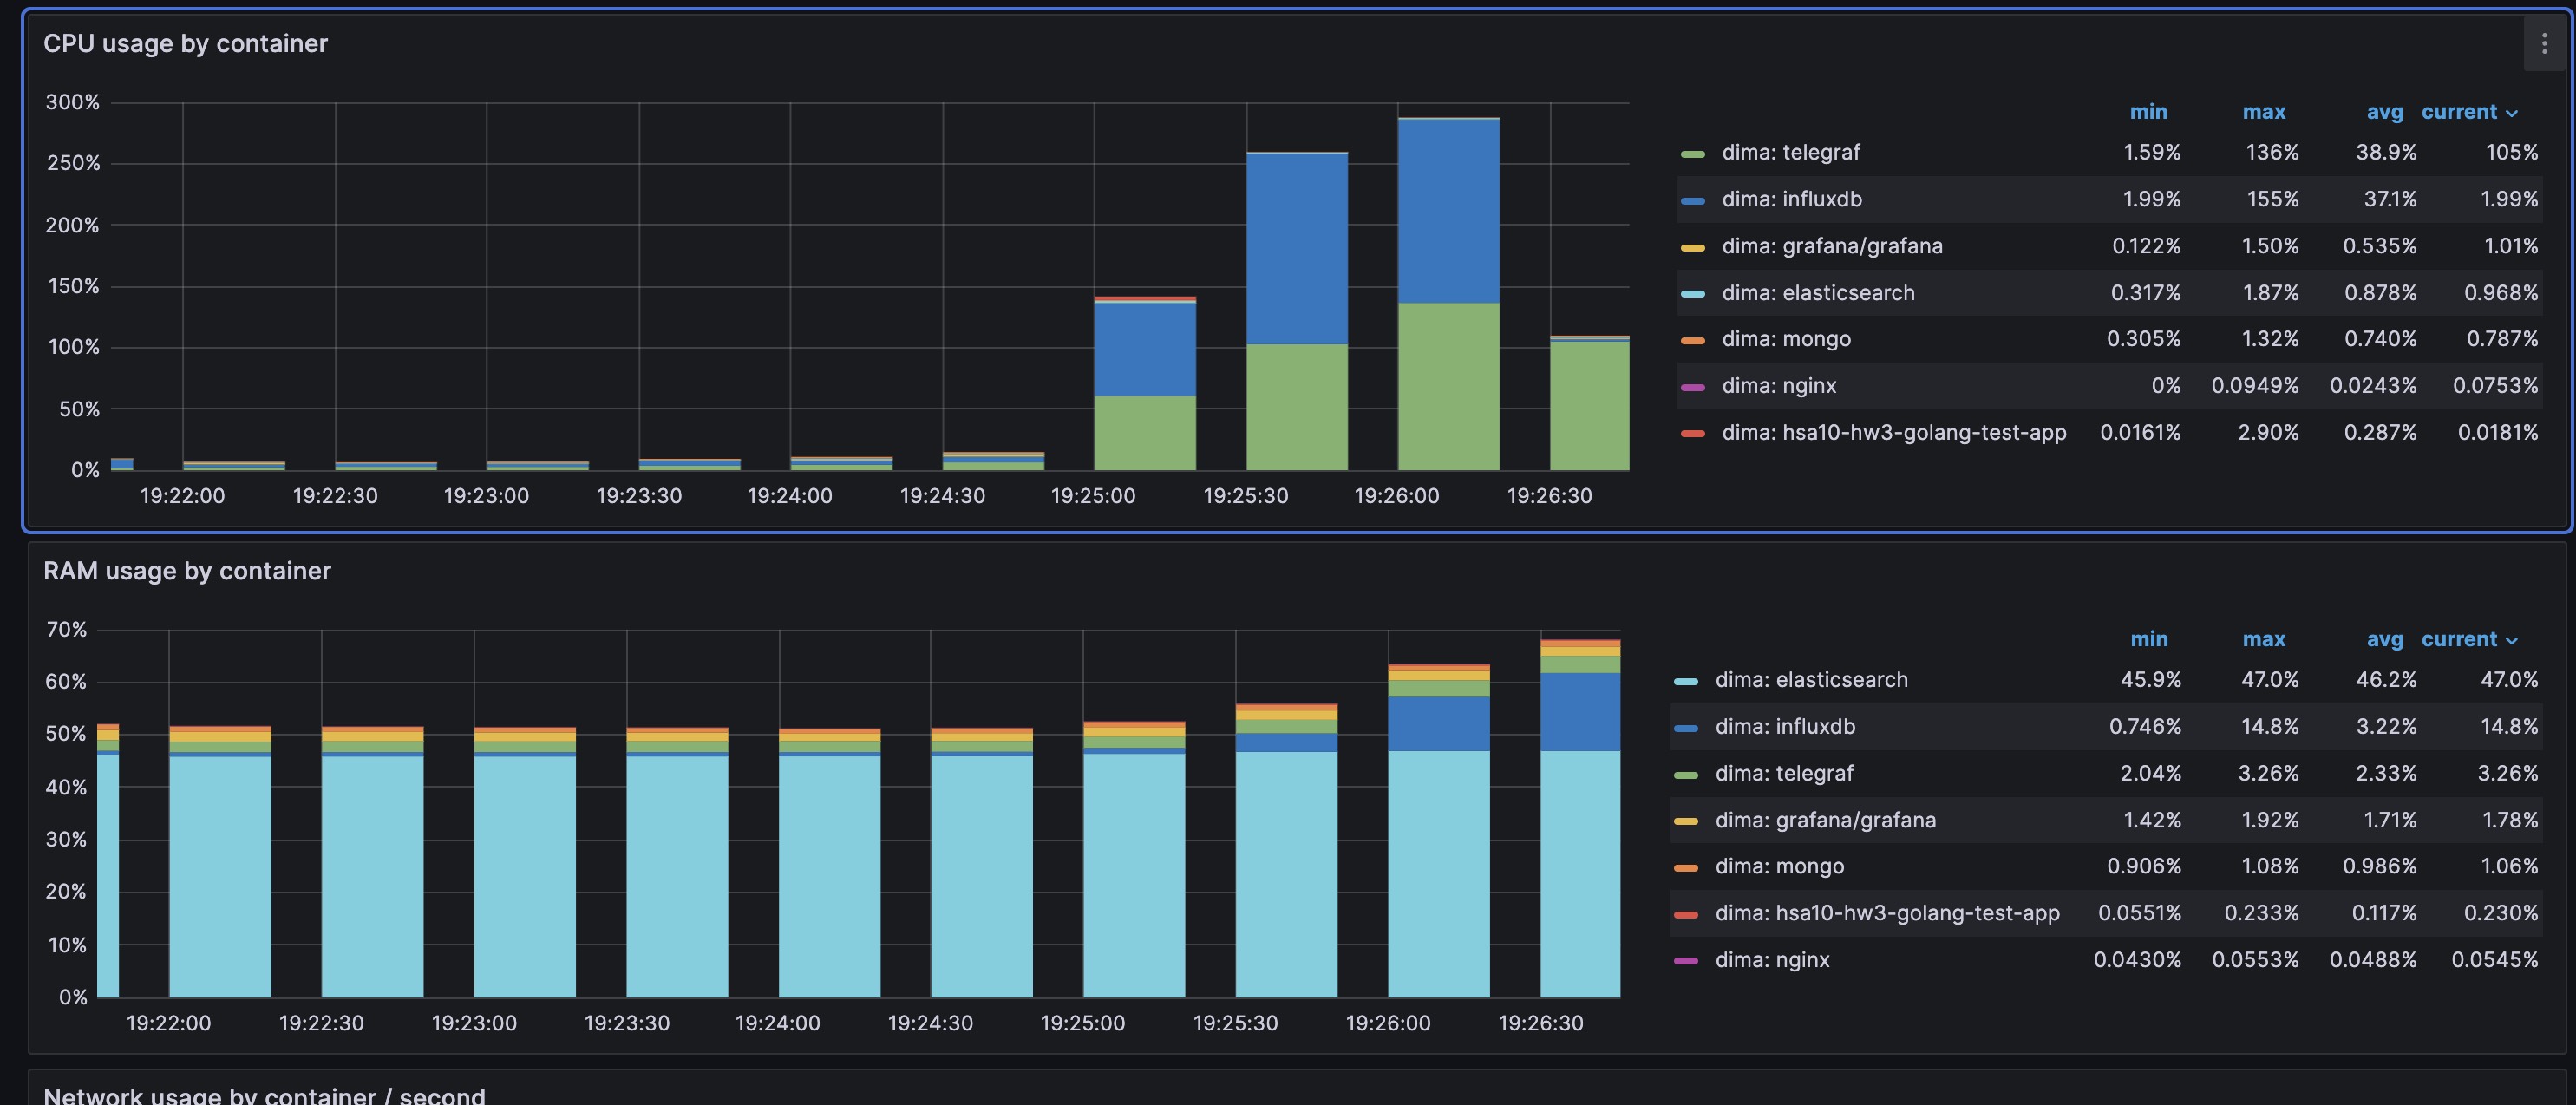 CPU usage by container
300%
250%
200%
150%
100%
50%
0%
19:22:00 19:22:30 19:23:00 19:23:30 19:24:00 19:24:30 19:25:00 19:25:30 19:26:00 19:26:30
min max avg current
dima: telegraf 1.59% 136% 38.9% 105%
dima: influxdb 1.99% 155% 37.1% 1.99%
dima: grafana/grafana 0.122% 1.50% 0.535% 1.01%
dima: elasticsearch 0.317% 1.87% 0.878% 0.968%
dima: mongo 0.305% 1.32% 0.740% 0.787%
dima: nginx 0% 0.0949% 0.0243% 0.0753%
dima: hsa10-hw3-golang-test-app 0.0161% 2.90% 0.287% 0.0181%
RAM usage by container
70%
60%
50%
40%
30%
20%
10%
0%
19:22:00 19:22:30 19:23:00 19:23:30 19:24:00 19:24:30 19:25:00 19:25:30 19:26:00 19:26:30
min max avg current
dima: elasticsearch 45.9% 47.0% 46.2% 47.0%
dima: influxdb 0.746% 14.8% 3.22% 14.8%
dima: telegraf 2.04% 3.26% 2.33% 3.26%
dima: grafana/grafana 1.42% 1.92% 1.71% 1.78%
dima: mongo 0.906% 1.08% 0.986% 1.06%
dima: hsa10-hw3-golang-test-app 0.0551% 0.233% 0.117% 0.230%
dima: nginx 0.0430% 0.0553% 0.0488% 0.0545%
Network usage by container / second